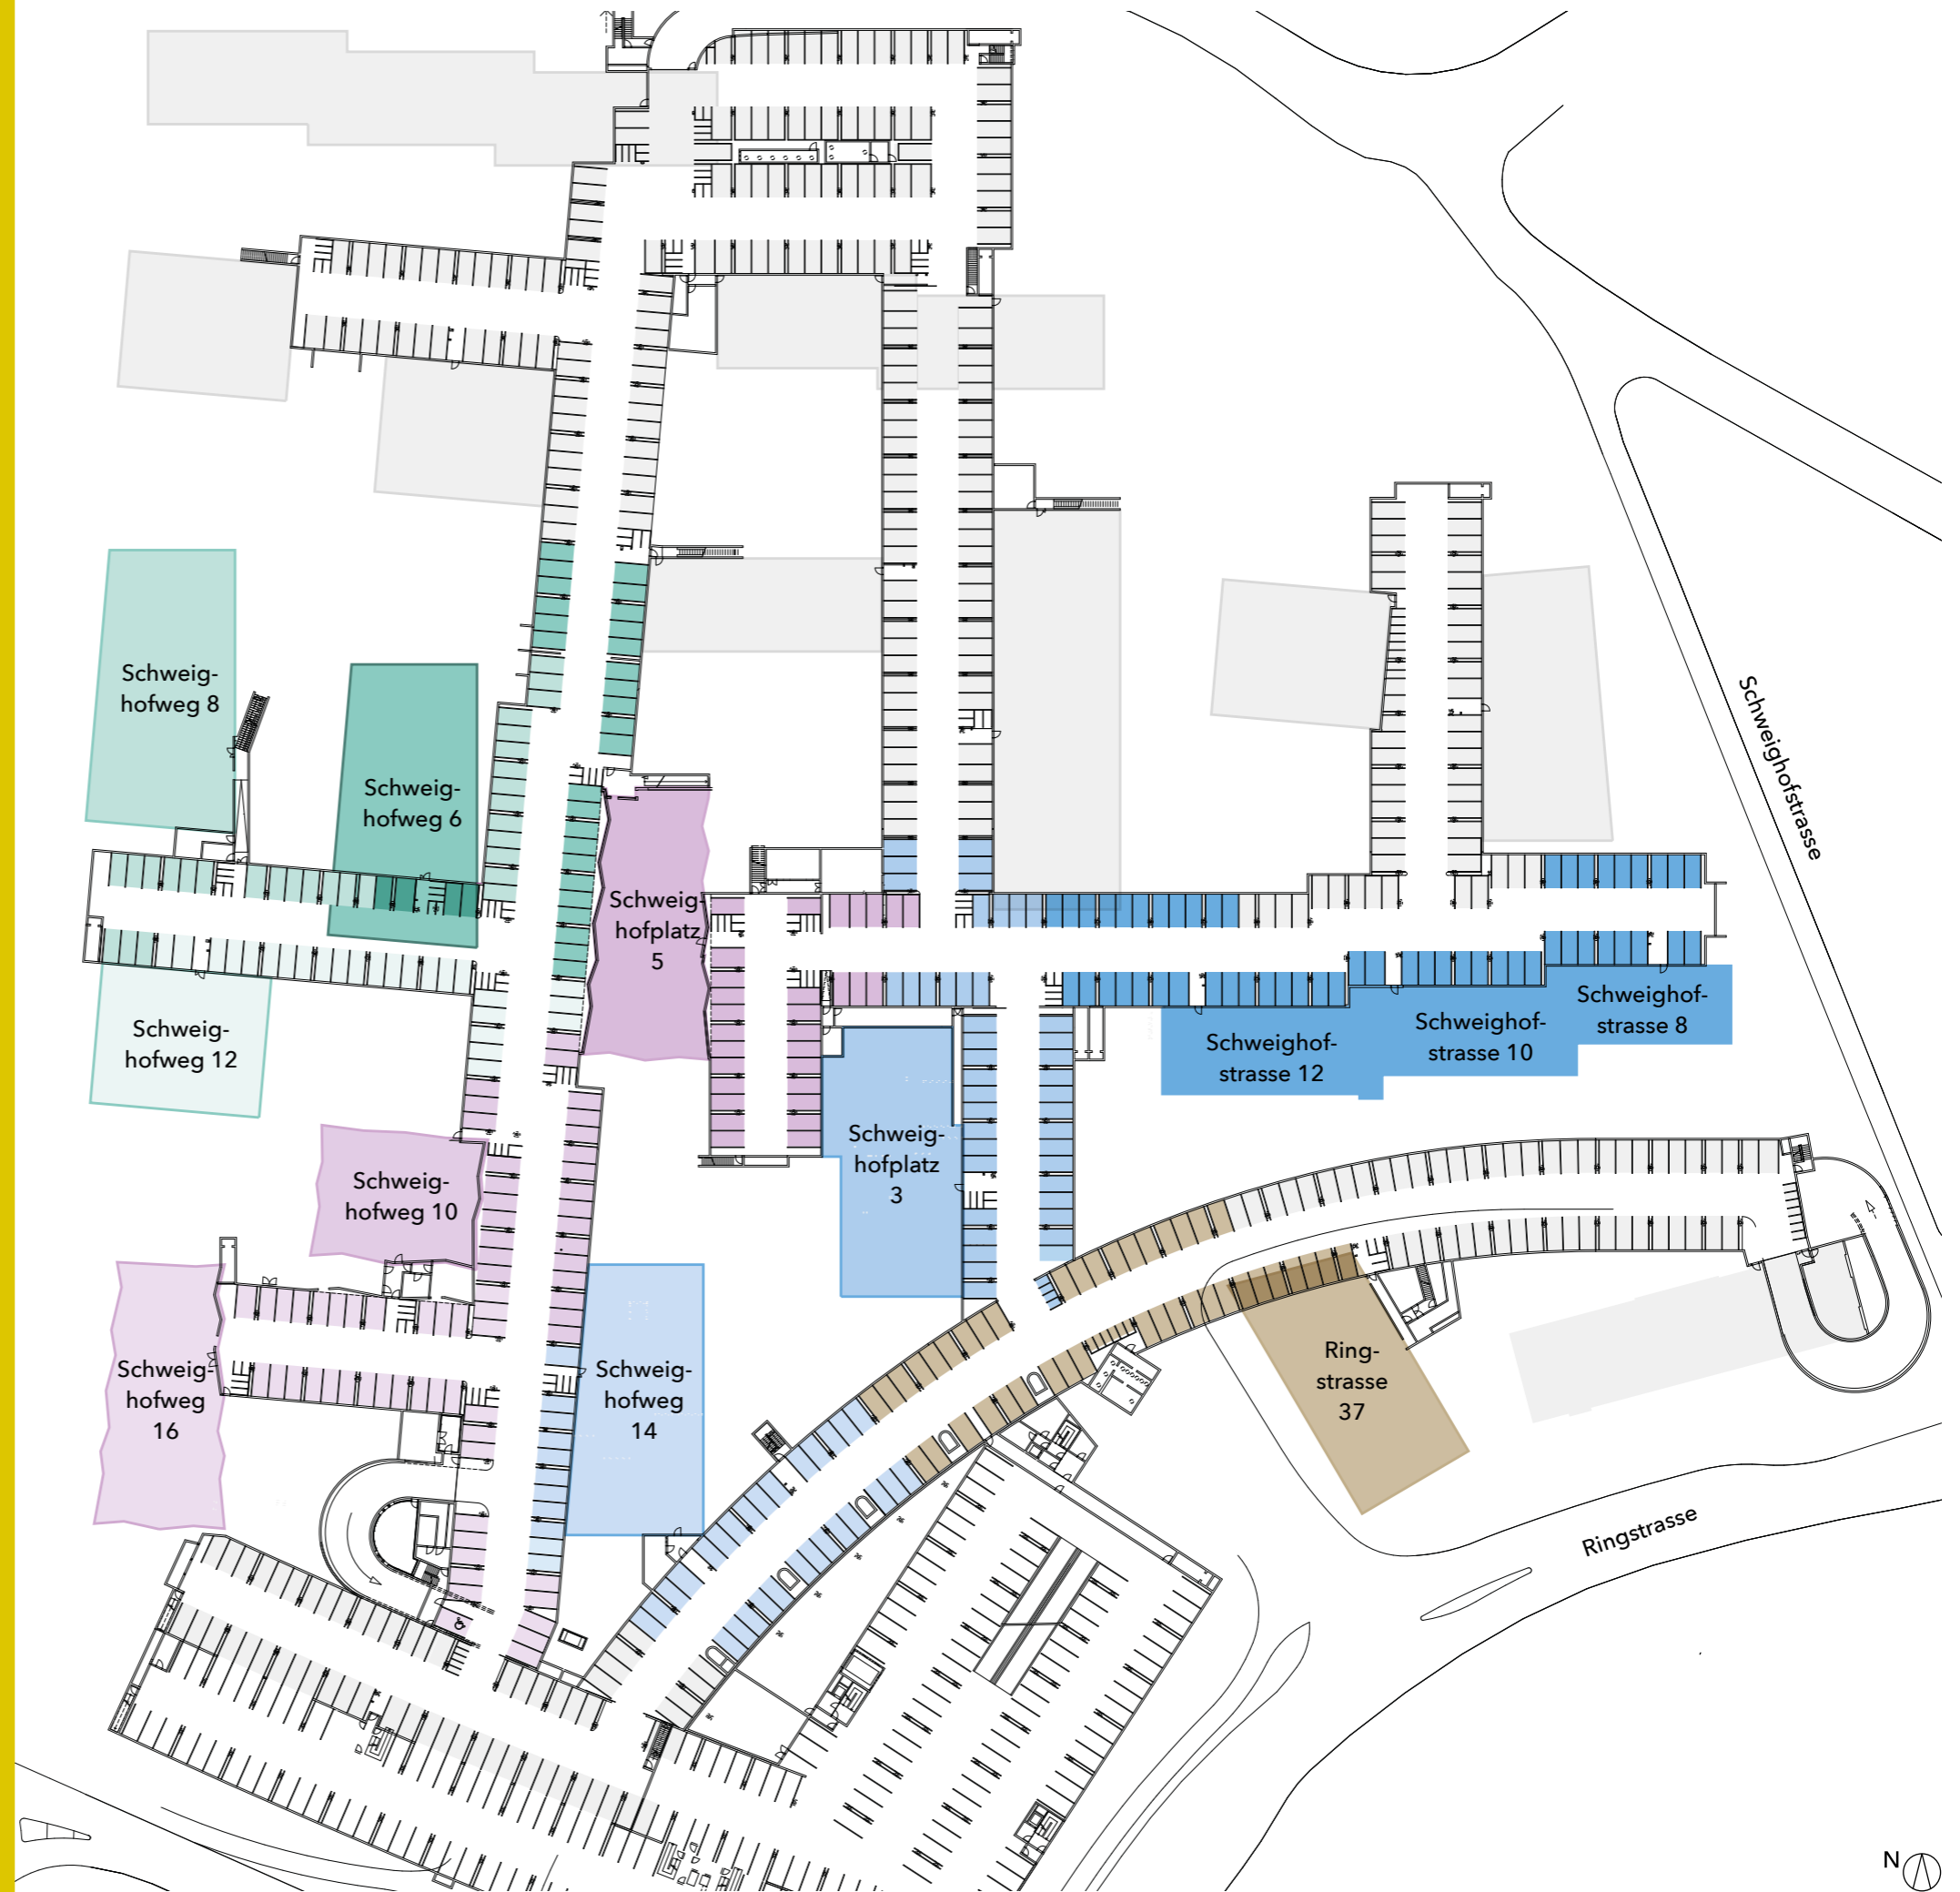 Schweig-
hofweg 8
Schweig-
hofweg 6
Schweig-
hofplatz
5
Schweig-
hofweg 12
Schweighof-
strasse 8
Schweighof-
strasse 10
Schweighof-
strasse 12
Schweighofstrasse
Schweig-
hofplatz
3
Schweig-
hofweg 10
Schweig-
hofweg
16
Schweig-
hofweg
14
Ring-
strasse
37
Ringstrasse
N